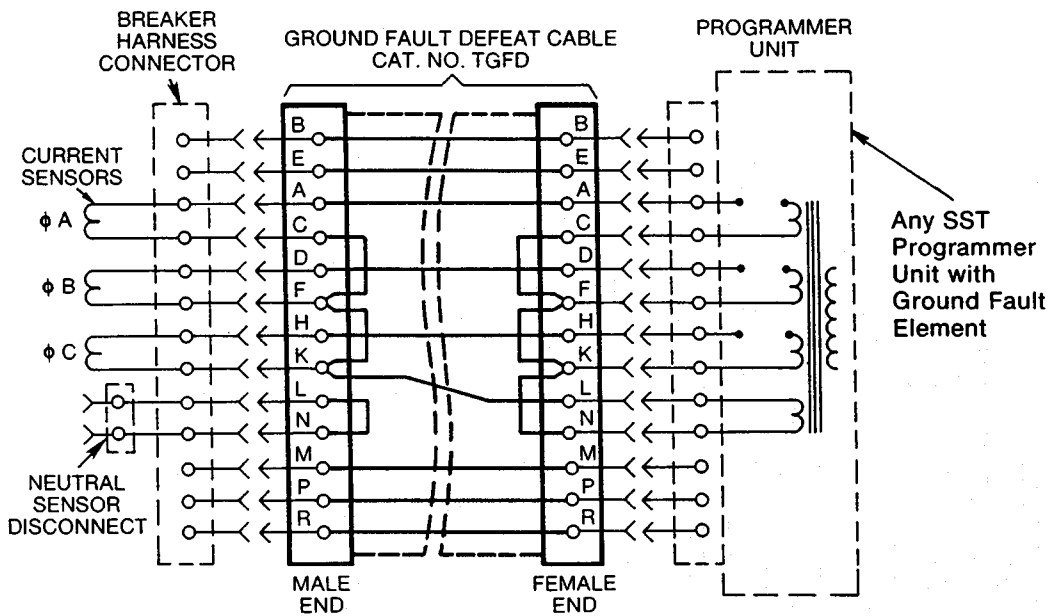 BREAKER
HARNESS
CONNECTOR
GROUND FAULT DEFEAT CABLE
CAT. NO. TGFD
PROGRAMMER
UNIT
CURRENT
SENSORS
ϕ A
ϕ B
ϕ C
NEUTRAL
SENSOR
DISCONNECT
B
E
A
C
D
F
H
K
L
N
M
P
R
MALE
END
B
E
A
C
D
F
H
K
L
N
M
P
R
FEMALE
END
Any SST
Programmer
Unit with
Ground Fault
Element